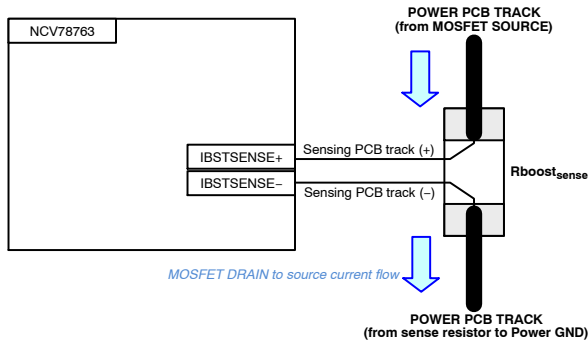 NCV78763
POWER PCB TRACK
(from MOSFET SOURCE)
IBSTSENSE+
Sensing PCB track (+)
IBSTSENSE−
Sensing PCB track (−)
Rboostsense
MOSFET DRAIN to source current flow
POWER PCB TRACK
(from sense resistor to Power GND)